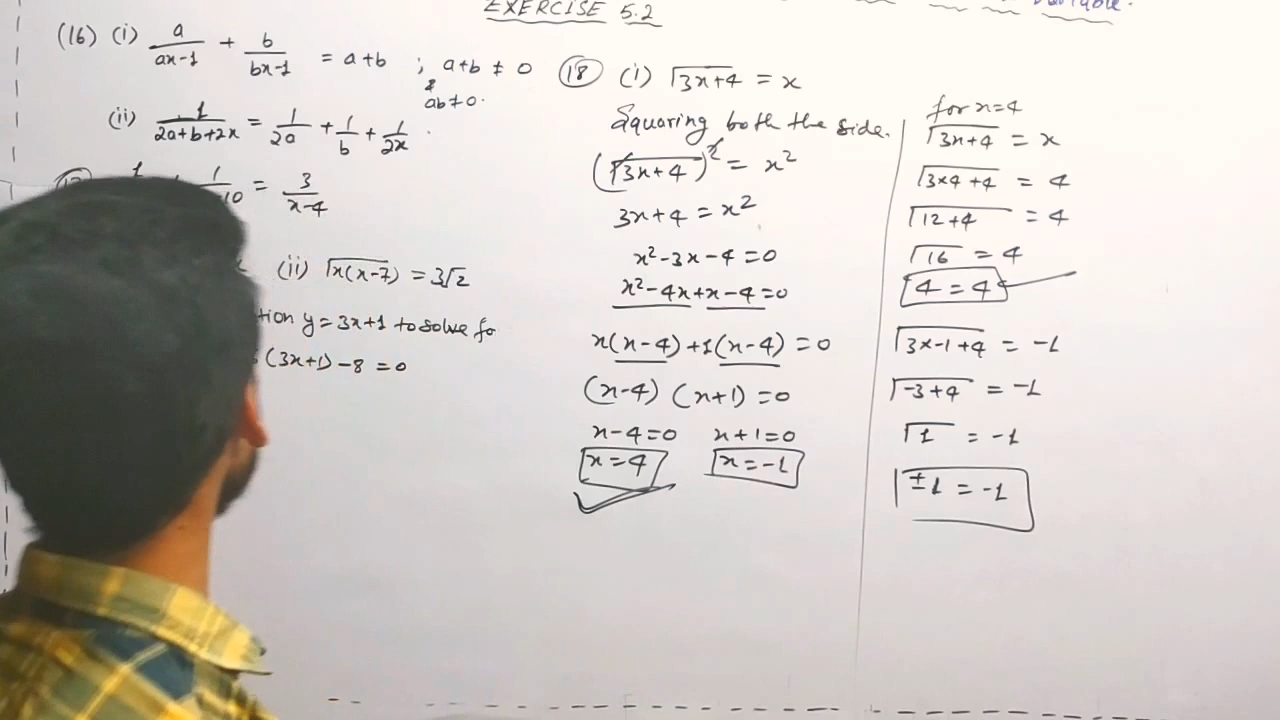 EXERCISE 5.2
variable.
(16) (i) a/(ax-1) + b/(bx-1) = a+b ; a+b ≠ 0
& ab≠0.
(ii) 1/(2a+b+2x) = 1/2a + 1/b + 1/2x.
= 3/(x-4)
(ii) √x(x-7) = 3√2
tion y=3x+1 to solve fo
(3x+1)-8=0
(18) (i) √3x+4 = x
Squaring both the side.
(√3x+4)² = x²
3x+4 = x²
x²-3x-4=0
x²-4x+x-4=0
x(x-4)+1(x-4)=0
(x-4) (x+1)=0
x-4=0 x+1=0
x=4 x=-1
for x=4
√3x+4 = x
√3×4+4 = 4
√12+4 = 4
√16 = 4
4=4
√3×-1+4 = -1
√-3+4 = -1
√1 = -1
±1=-1